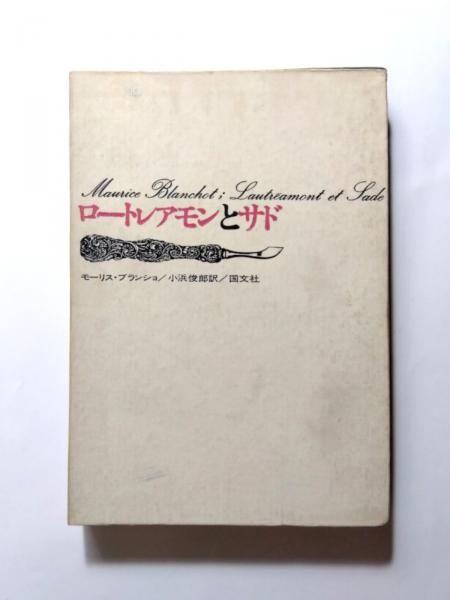 Maurice Blanchot; Lautréamont et Sade
ロートレアモンとサド
モーリス・ブランショ/小浜俊郎訳/国文社